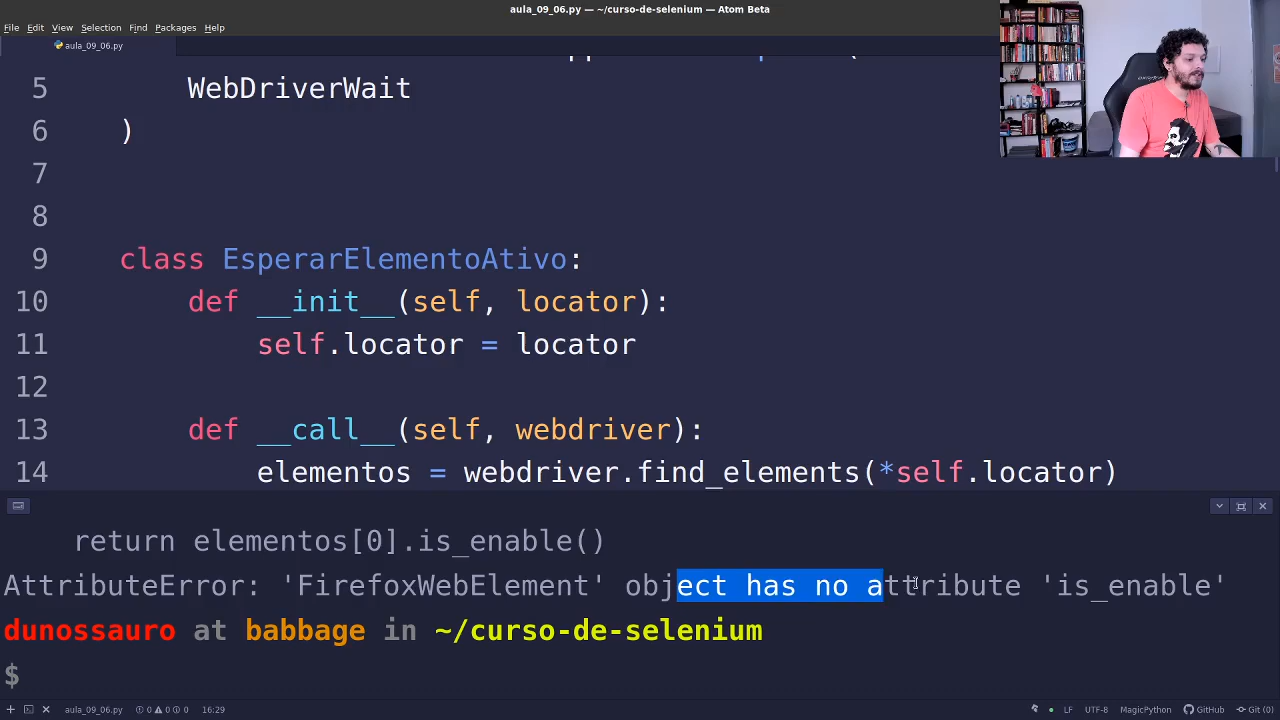 aula_09_06.py — ~/curso-de-selenium — Atom Beta
File Edit View Selection Find Packages Help
aula_09_06.py
5 WebDriverWait
6 )
7
8
9 class EsperarElementoAtivo:
10 def __init__(self, locator):
11 self.locator = locator
12
13 def __call__(self, webdriver):
14 elementos = webdriver.find_elements(*self.locator)
return elementos[0].is_enable()
AttributeError: 'FirefoxWebElement' object has no attribute 'is_enable'
dunossauro at babbage in ~/curso-de-selenium
$
aula_09_06.py 0 0 0 16:29 LF UTF-8 MagicPython GitHub Git (0)